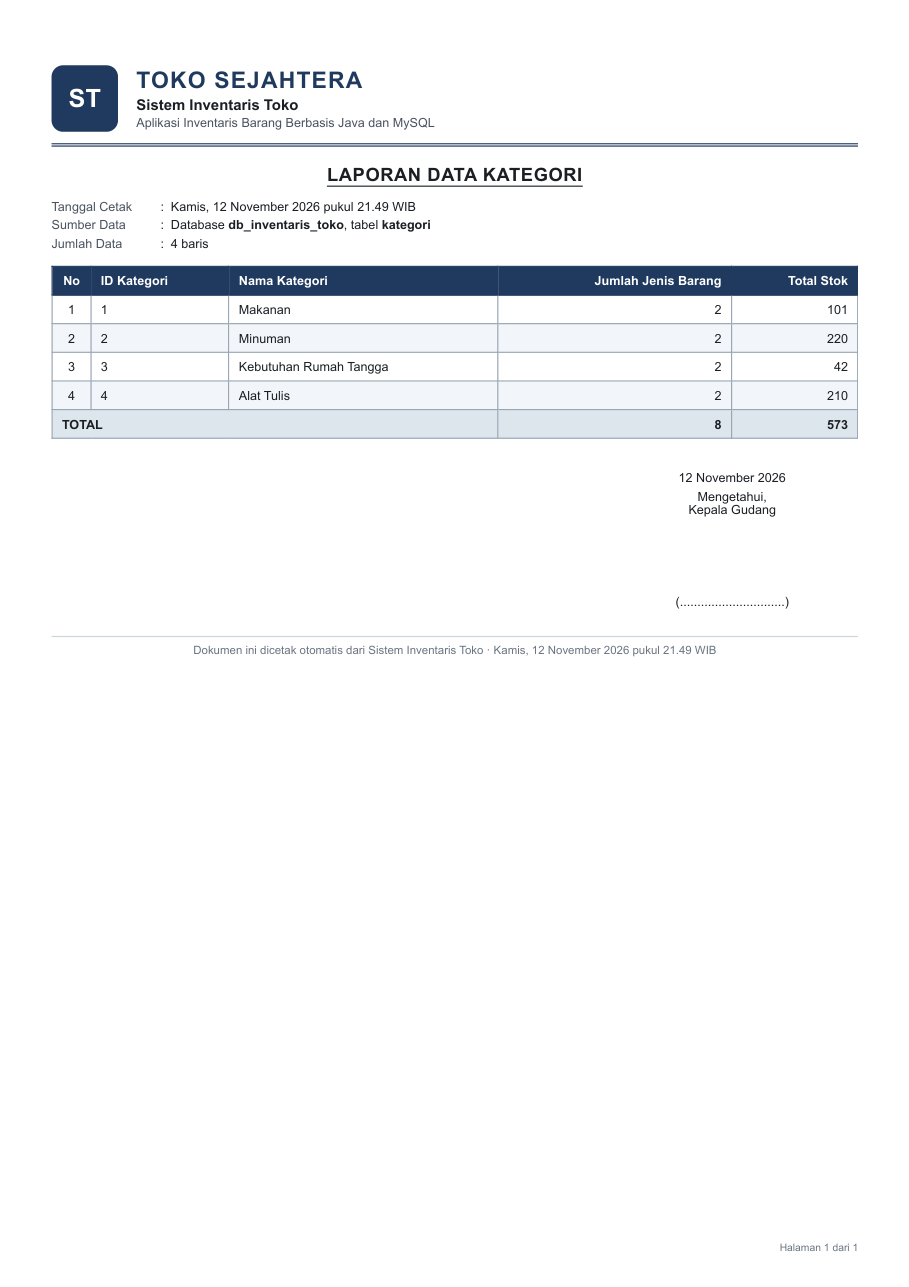 ST
TOKO SEJAHTERA
Sistem Inventaris Toko
Aplikasi Inventaris Barang Berbasis Java dan MySQL
LAPORAN DATA KATEGORI
Tanggal Cetak : Kamis, 12 November 2026 pukul 21.49 WIB
Sumber Data : Database db_inventaris_toko, tabel kategori
Jumlah Data : 4 baris
No ID Kategori Nama Kategori Jumlah Jenis Barang Total Stok
1 1 Makanan 2 101
2 2 Minuman 2 220
3 3 Kebutuhan Rumah Tangga 2 42
4 4 Alat Tulis 2 210
TOTAL 8 573
12 November 2026
Mengetahui,
Kepala Gudang
(..............................)
Dokumen ini dicetak otomatis dari Sistem Inventaris Toko · Kamis, 12 November 2026 pukul 21.49 WIB
Halaman 1 dari 1